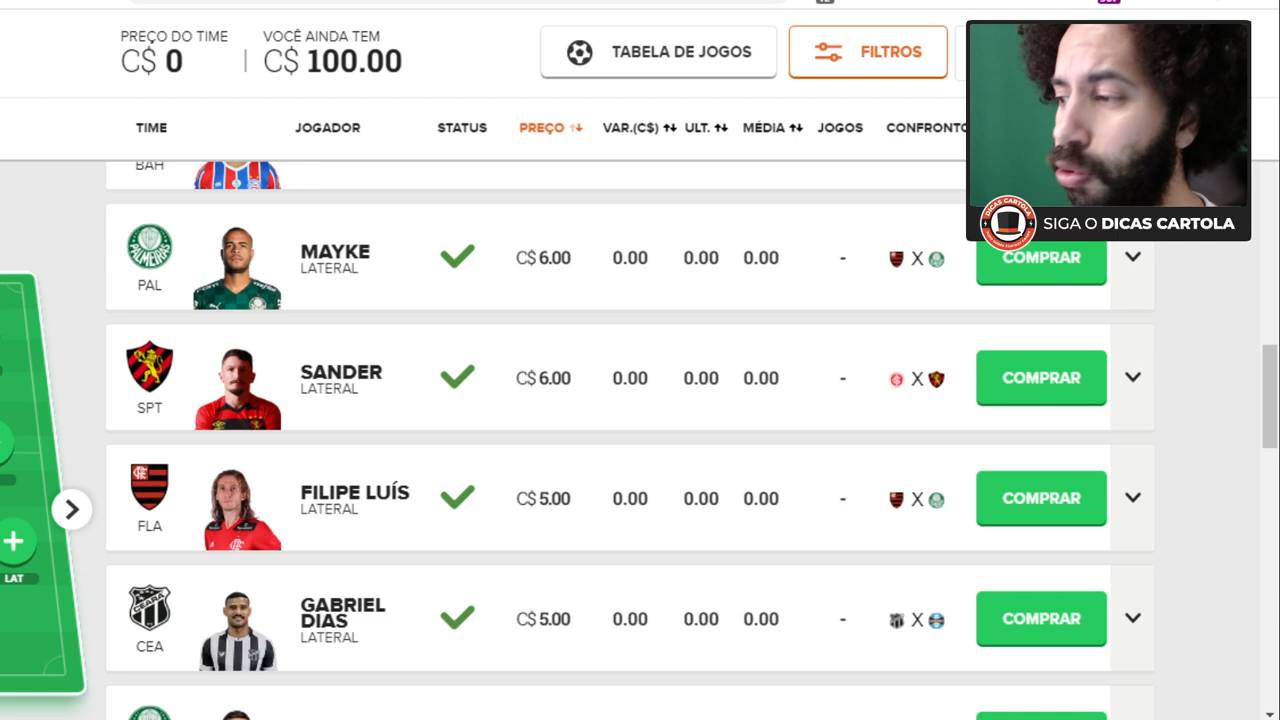 PREÇO DO TIME
C$ 0
VOCÊ AINDA TEM
C$ 100.00
TABELA DE JOGOS
FILTROS
TIME JOGADOR STATUS PREÇO VAR.(C$) ULT. MÉDIA JOGOS CONFRONTO
DICAS CARTOLA
SIGA O DICAS CARTOLA
BAH
PALMEIRAS
PAL
MAYKE
LATERAL
C$ 6.00 0.00 0.00 0.00 - X COMPRAR
SPT
SANDER
LATERAL
C$ 6.00 0.00 0.00 0.00 - X COMPRAR
FLA
FILIPE LUÍS
LATERAL
C$ 5.00 0.00 0.00 0.00 - X COMPRAR
CEARÁ
CEA
GABRIEL
DIAS
LATERAL
C$ 5.00 0.00 0.00 0.00 - X COMPRAR
LAT